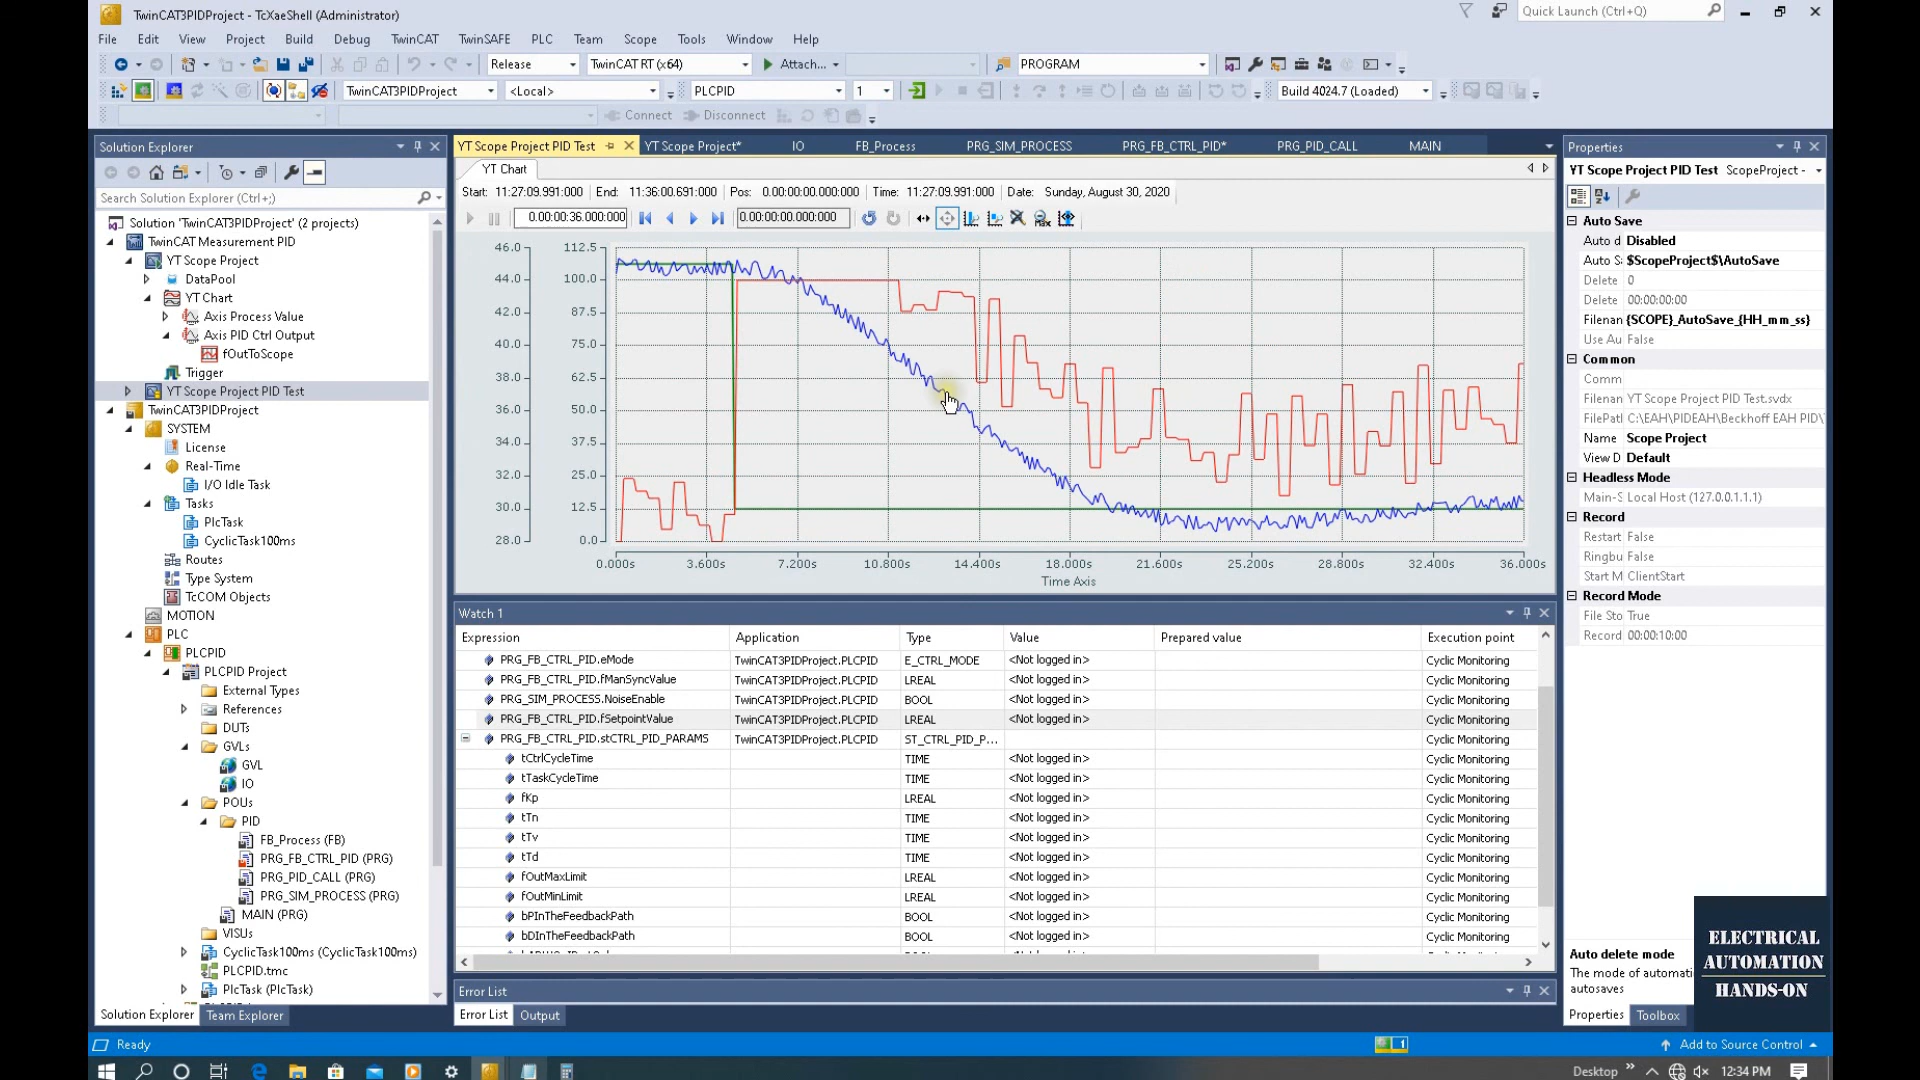 TwinCAT3PIDProject - TcXaeShell (Administrator)
Quick Launch (Ctrl+Q)
File Edit View Project Build Debug TwinCAT TwinSAFE PLC Team Scope Tools Window Help
Release TwinCAT RT (x64) Attach... PROGRAM
TwinCAT3PIDProject <Local> PLCPID 1 Build 4024.7 (Loaded)
Connect Disconnect
Solution Explorer
Search Solution Explorer (Ctrl+;)
Solution 'TwinCAT3PIDProject' (2 projects)
TwinCAT Measurement PID
YT Scope Project
DataPool
YT Chart
Axis Process Value
Axis PID Ctrl Output
fOutToScope
Trigger
YT Scope Project PID Test
TwinCAT3PIDProject
SYSTEM
License
Real-Time
I/O Idle Task
Tasks
PlcTask
CyclicTask100ms
Routes
Type System
TcCOM Objects
MOTION
PLC
PLCPID
PLCPID Project
External Types
References
DUTs
GVLs
GVL
IO
POUs
PID
FB_Process (FB)
PRG_FB_CTRL_PID (PRG)
PRG_PID_CALL (PRG)
PRG_SIM_PROCESS (PRG)
MAIN (PRG)
VISUs
CyclicTask100ms (CyclicTask100ms)
PLCPID.tmc
PlcTask (PlcTask)
Solution Explorer Team Explorer
YT Scope Project PID Test YT Scope Project* IO FB_Process PRG_SIM_PROCESS PRG_FB_CTRL_PID* PRG_PID_CALL MAIN
YT Chart
Start: 11:27:09.991:000 End: 11:36:00.691:000 Pos: 0.00:00:00.000:000 Time: 11:27:09.991:000 Date: Sunday, August 30, 2020
0.00:00:36.000:000 0.00:00:00.000:000
46.0 112.5
44.0 100.0
42.0 87.5
40.0 75.0
38.0 62.5
36.0 50.0
34.0 37.5
32.0 25.0
30.0 12.5
28.0 0.0
0.000s 3.600s 7.200s 10.800s 14.400s 18.000s 21.600s 25.200s 28.800s 32.400s 36.000s
Time Axis
Watch 1
Expression Application Type Value Prepared value Execution point
PRG_FB_CTRL_PID.eMode TwinCAT3PIDProject.PLCPID E_CTRL_MODE <Not logged in> Cyclic Monitoring
PRG_FB_CTRL_PID.fManSyncValue TwinCAT3PIDProject.PLCPID LREAL <Not logged in> Cyclic Monitoring
PRG_SIM_PROCESS.NoiseEnable TwinCAT3PIDProject.PLCPID BOOL <Not logged in> Cyclic Monitoring
PRG_FB_CTRL_PID.fSetpointValue TwinCAT3PIDProject.PLCPID LREAL <Not logged in> Cyclic Monitoring
PRG_FB_CTRL_PID.stCTRL_PID_PARAMS TwinCAT3PIDProject.PLCPID ST_CTRL_PID_P... Cyclic Monitoring
tCtrlCycleTime TIME <Not logged in> Cyclic Monitoring
tTaskCycleTime TIME <Not logged in> Cyclic Monitoring
fKp LREAL <Not logged in> Cyclic Monitoring
tTn TIME <Not logged in> Cyclic Monitoring
tTv TIME <Not logged in> Cyclic Monitoring
tTd TIME <Not logged in> Cyclic Monitoring
fOutMaxLimit LREAL <Not logged in> Cyclic Monitoring
fOutMinLimit LREAL <Not logged in> Cyclic Monitoring
bPInTheFeedbackPath BOOL <Not logged in> Cyclic Monitoring
bDInTheFeedbackPath BOOL <Not logged in> Cyclic Monitoring
Error List
Error List Output
Properties
YT Scope Project PID Test ScopeProject -
Auto Save
Auto d Disabled
Auto S $ScopeProject$\AutoSave
Delete 0
Delete 00:00:00:00
Filenan {SCOPE}_AutoSave_{HH_mm_ss}
Use Au False
Common
Comm
Filenan YT Scope Project PID Test.svdx
FilePatl C:\EAH\PIDEAH\Beckhoff EAH PID\
Name Scope Project
View D Default
Headless Mode
Main-S Local Host (127.0.0.1.1.1)
Record
Restart False
Ringbu False
Start M ClientStart
Record Mode
File Sto True
Record 00:00:10:00
Auto delete mode
The mode of automati
autosaves
Properties Toolbox
ELECTRICAL
AUTOMATION
HANDS-ON
Ready
1
Add to Source Control
Desktop
12:34 PM